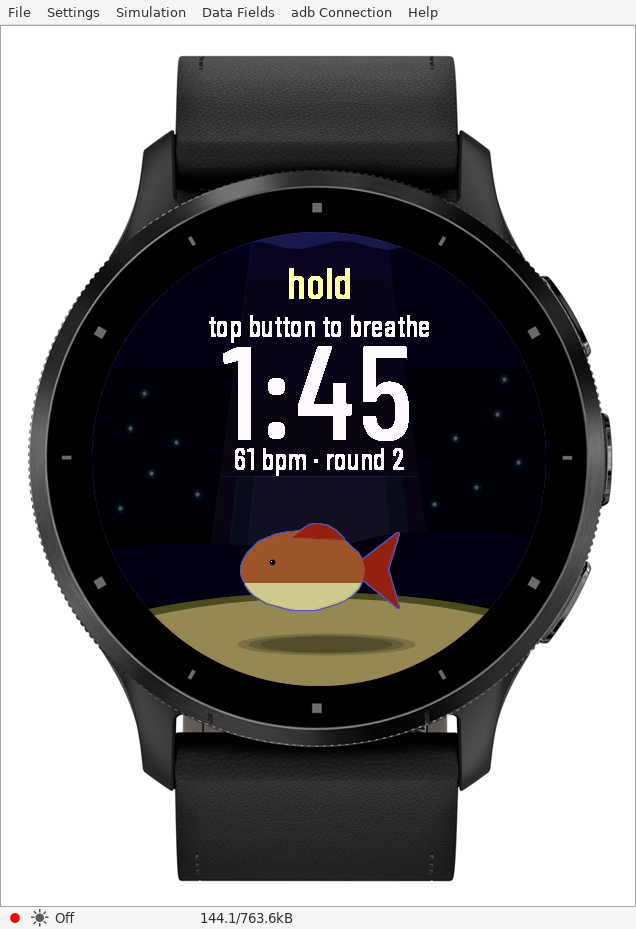 File Settings Simulation Data Fields adb Connection Help
hold
top button to breathe
1:45
61 bpm · round 2
Off 144.1/763.6kB